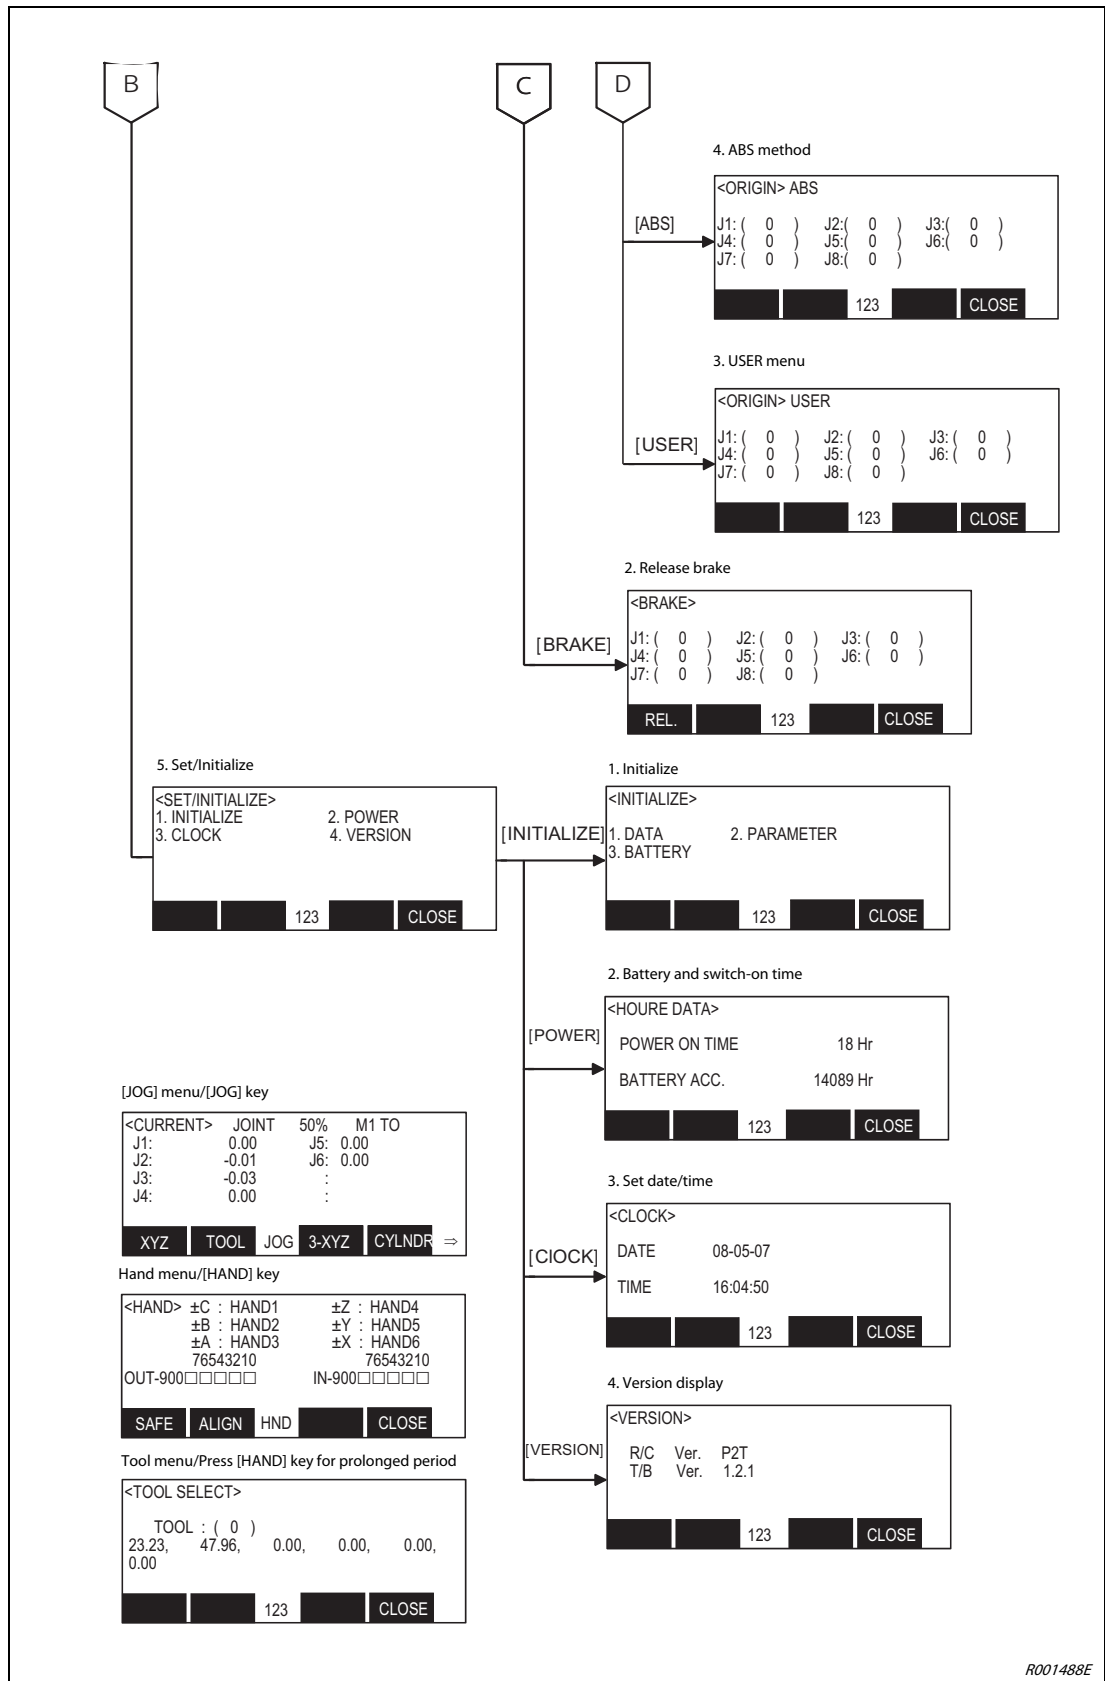 B
C
D
4. ABS method
<ORIGIN> ABS
[ABS]
J1: ( 0 ) J2:( 0 ) J3:( 0 )
J4: ( 0 ) J5:( 0 ) J6:( 0 )
J7: ( 0 ) J8:( 0 )
123 CLOSE
3. USER menu
<ORIGIN> USER
[USER]
J1: ( 0 ) J2: ( 0 ) J3: ( 0 )
J4: ( 0 ) J5: ( 0 ) J6: ( 0 )
J7: ( 0 ) J8: ( 0 )
123 CLOSE
2. Release brake
<BRAKE>
[BRAKE]
J1: ( 0 ) J2: ( 0 ) J3: ( 0 )
J4: ( 0 ) J5: ( 0 ) J6: ( 0 )
J7: ( 0 ) J8: ( 0 )
REL. 123 CLOSE
5. Set/Initialize
<SET/INITIALIZE>
1. INITIALIZE 2. POWER
3. CLOCK 4. VERSION
123 CLOSE
1. Initialize
<INITIALIZE>
[INITIALIZE]
1. DATA 2. PARAMETER
3. BATTERY
123 CLOSE
2. Battery and switch-on time
<HOURE DATA>
[POWER]
POWER ON TIME 18 Hr
BATTERY ACC. 14089 Hr
123 CLOSE
3. Set date/time
<CLOCK>
[ClOCK]
DATE 08-05-07
TIME 16:04:50
123 CLOSE
4. Version display
<VERSION>
[VERSION]
R/C Ver. P2T
T/B Ver. 1.2.1
123 CLOSE
[JOG] menu/[JOG] key
<CURRENT> JOINT 50% M1 TO
J1: 0.00 J5: 0.00
J2: -0.01 J6: 0.00
J3: -0.03 :
J4: 0.00 :
XYZ TOOL JOG 3-XYZ CYLNDR ⇒
Hand menu/[HAND] key
<HAND> ±C : HAND1 ±Z : HAND4
±B : HAND2 ±Y : HAND5
±A : HAND3 ±X : HAND6
76543210 76543210
OUT-900□□□□□ IN-900□□□□□
SAFE ALIGN HND CLOSE
Tool menu/Press [HAND] key for prolonged period
<TOOL SELECT>
TOOL : ( 0 )
23.23, 47.96, 0.00, 0.00, 0.00,
0.00
123 CLOSE
R001488E